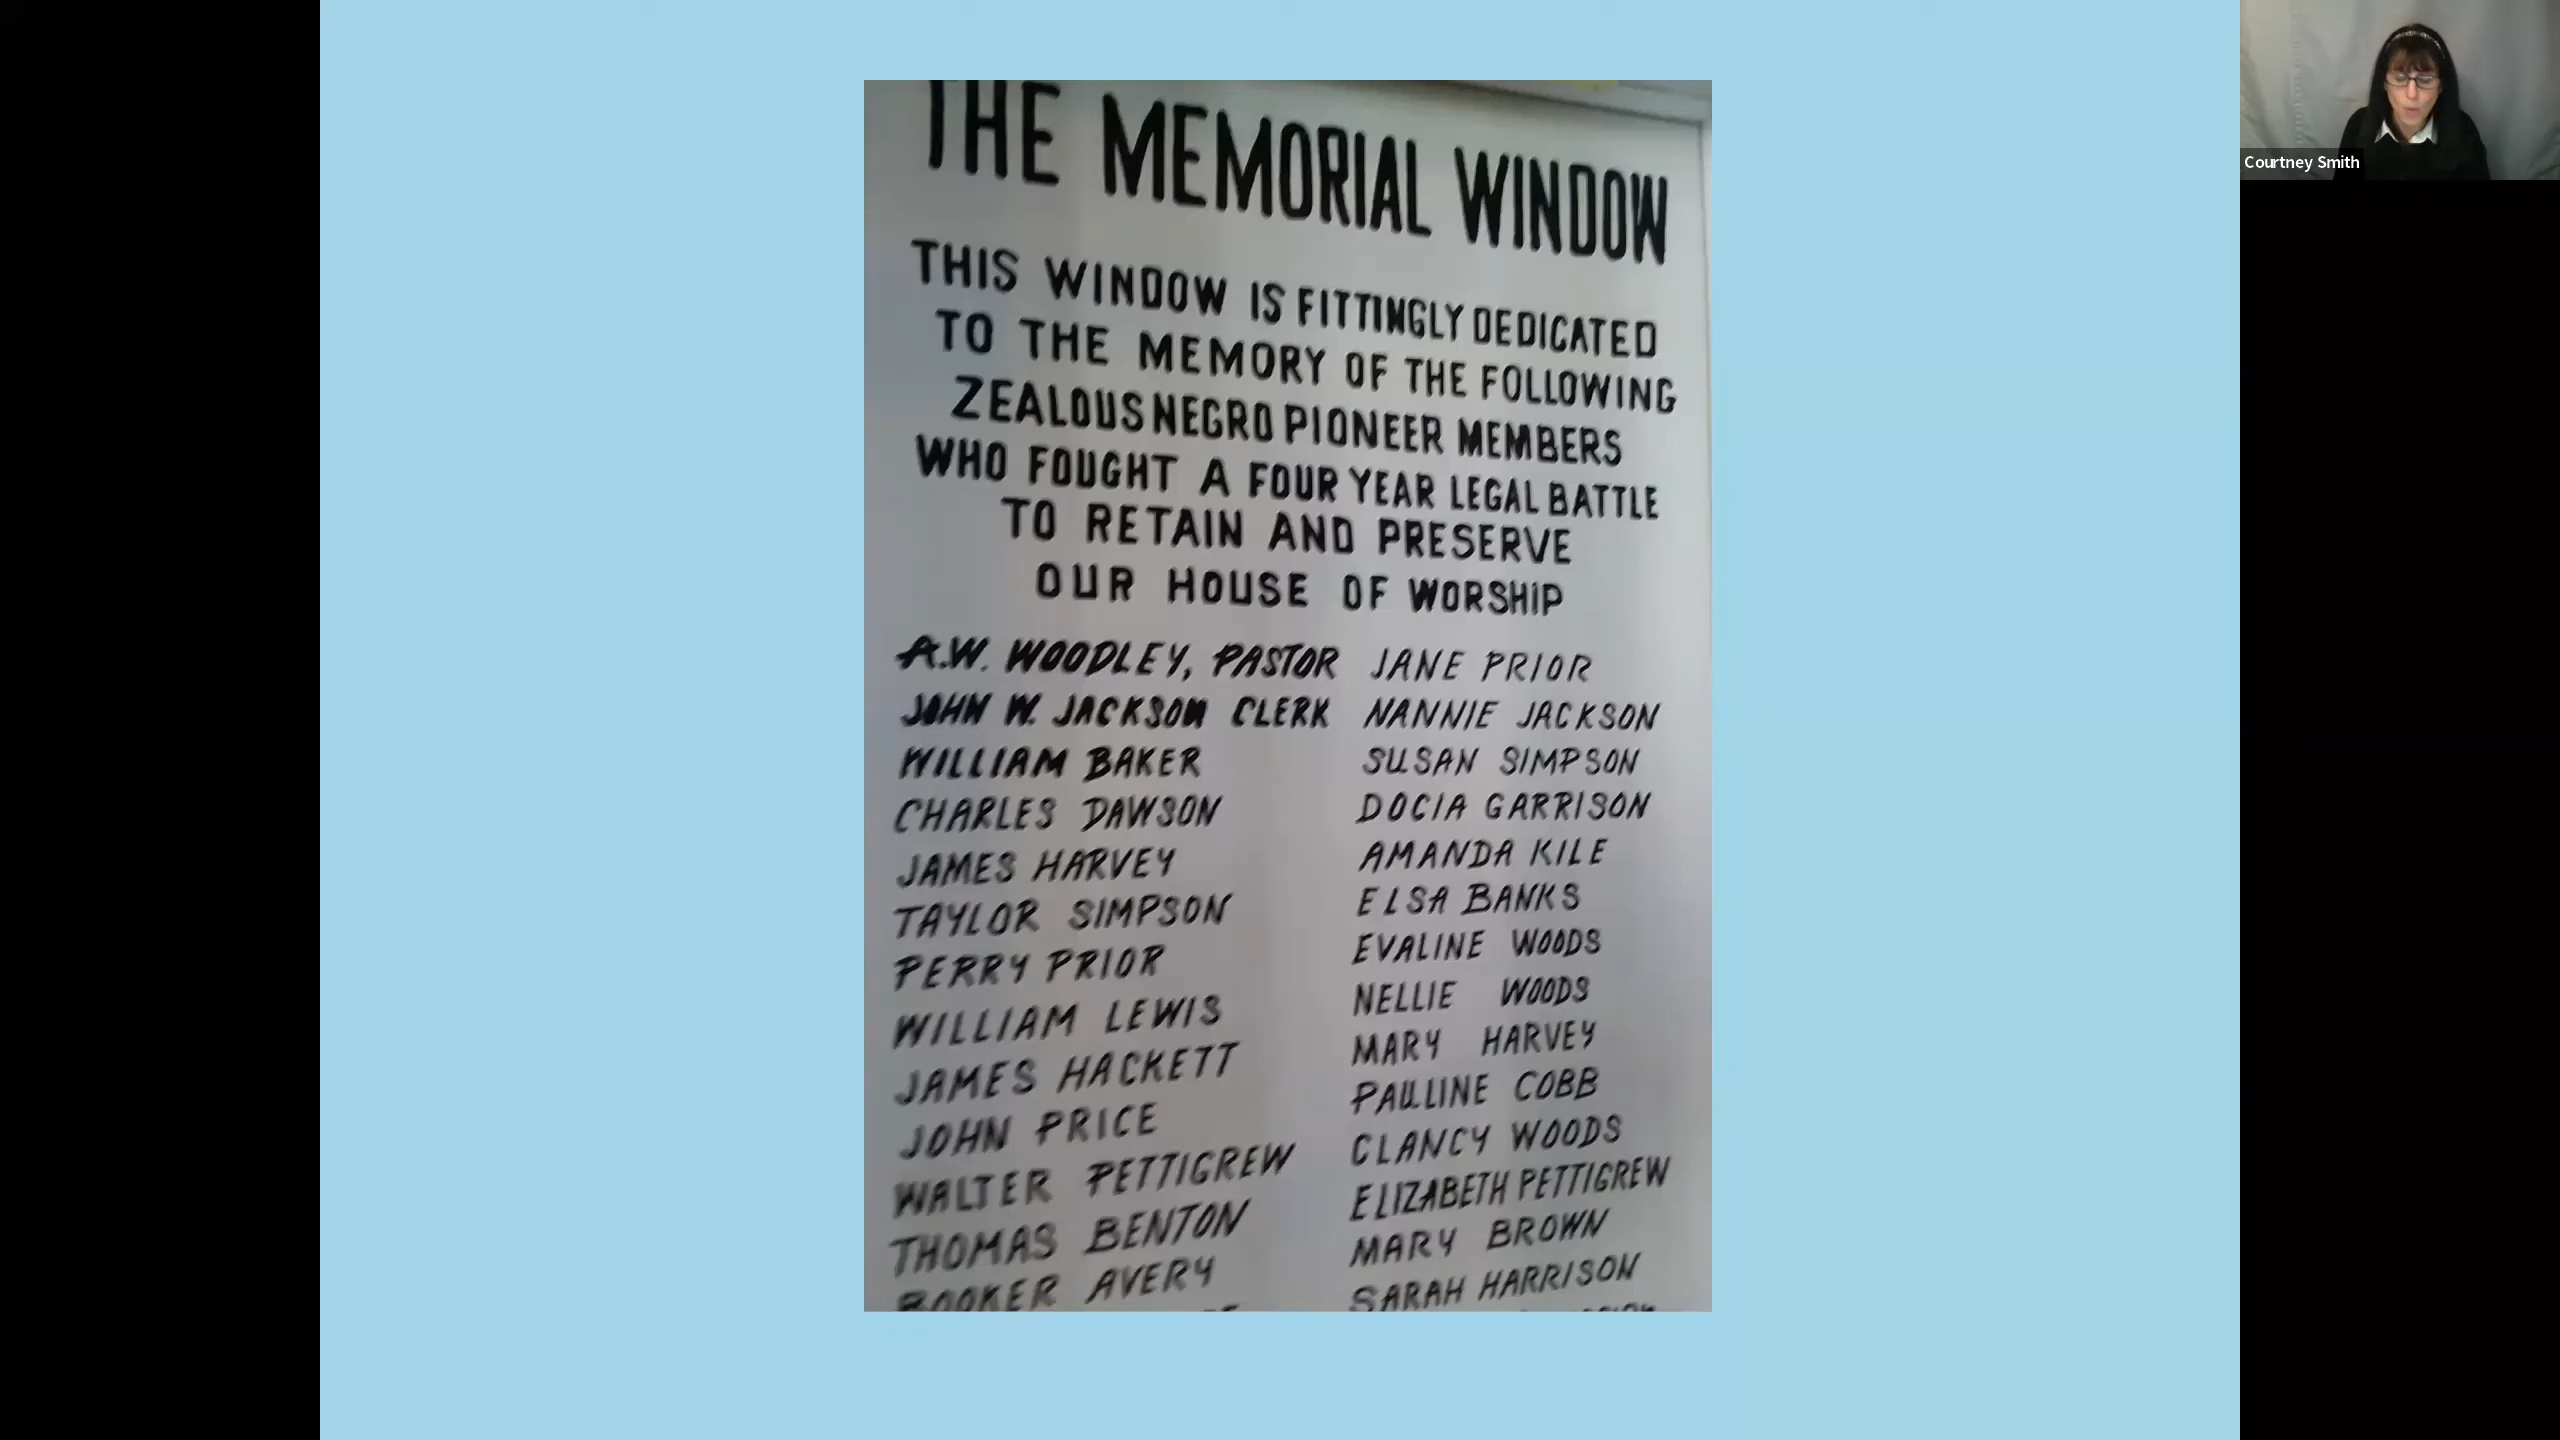 THE MEMORIAL WINDOW
THIS WINDOW IS FITTINGLY DEDICATED
TO THE MEMORY OF THE FOLLOWING
ZEALOUS NEGRO PIONEER MEMBERS
WHO FOUGHT A FOUR YEAR LEGAL BATTLE
TO RETAIN AND PRESERVE
OUR HOUSE OF WORSHIP
A.W. WOODLEY, PASTOR
JOHN W. JACKSON CLERK
WILLIAM BAKER
CHARLES DAWSON
JAMES HARVEY
TAYLOR SIMPSON
PERRY PRIOR
WILLIAM LEWIS
JAMES HACKETT
JOHN PRICE
WALTER PETTIGREW
THOMAS BENTON
BOOKER AVERY
JANE PRIOR
NANNIE JACKSON
SUSAN SIMPSON
DOCIA GARRISON
AMANDA KILE
ELSA BANKS
EVALINE WOODS
NELLIE WOODS
MARY HARVEY
PAULINE COBB
CLANCY WOODS
ELIZABETH PETTIGREW
MARY BROWN
SARAH HARRISON
Courtney Smith